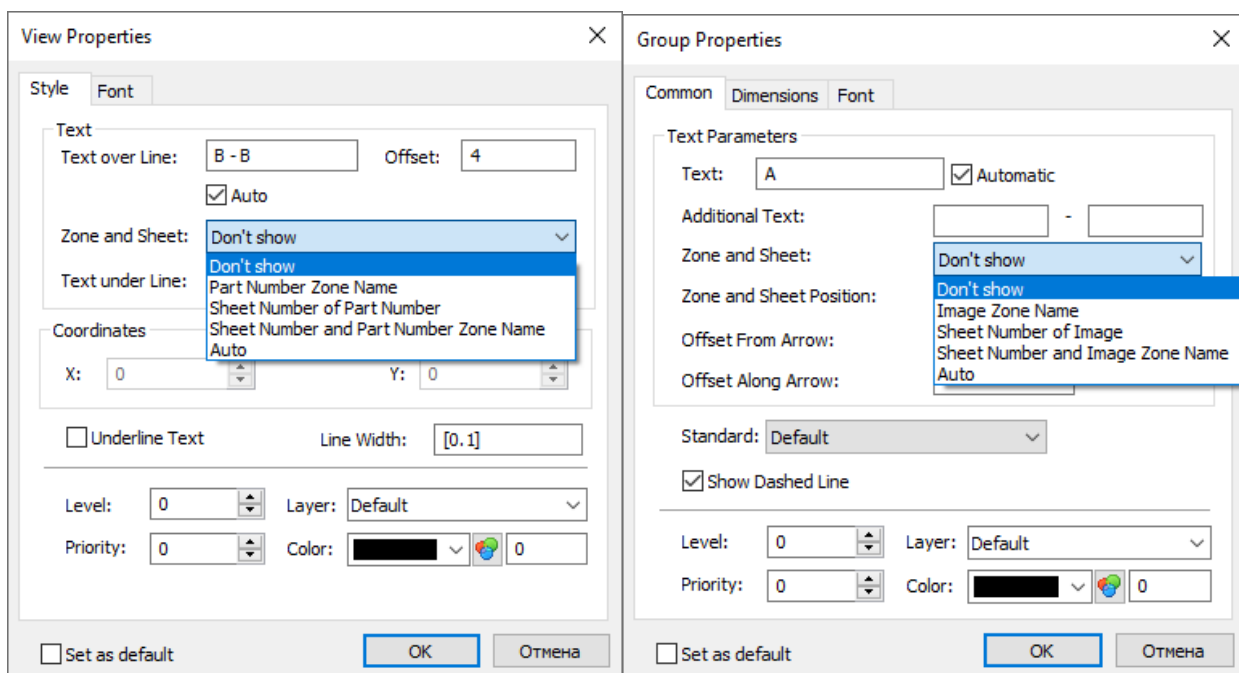 View Properties
Style Font
Text
Text over Line: B - B Offset: 4
Auto
Zone and Sheet: Don't show
Don't show
Text under Line:
Part Number Zone Name
Sheet Number of Part Number
Sheet Number and Part Number Zone Name
Auto
Coordinates
X: 0 Y: 0
Underline Text Line Width: [0.1]
Level: 0 Layer: Default
Priority: 0 Color: 0
Set as default OK Отмена
Group Properties
Common Dimensions Font
Text Parameters
Text: A Automatic
Additional Text: -
Zone and Sheet: Don't show
Zone and Sheet Position:
Don't show
Image Zone Name
Sheet Number of Image
Sheet Number and Image Zone Name
Auto
Offset From Arrow:
Offset Along Arrow:
Standard: Default
Show Dashed Line
Level: 0 Layer: Default
Priority: 0 Color: 0
Set as default OK Отмена